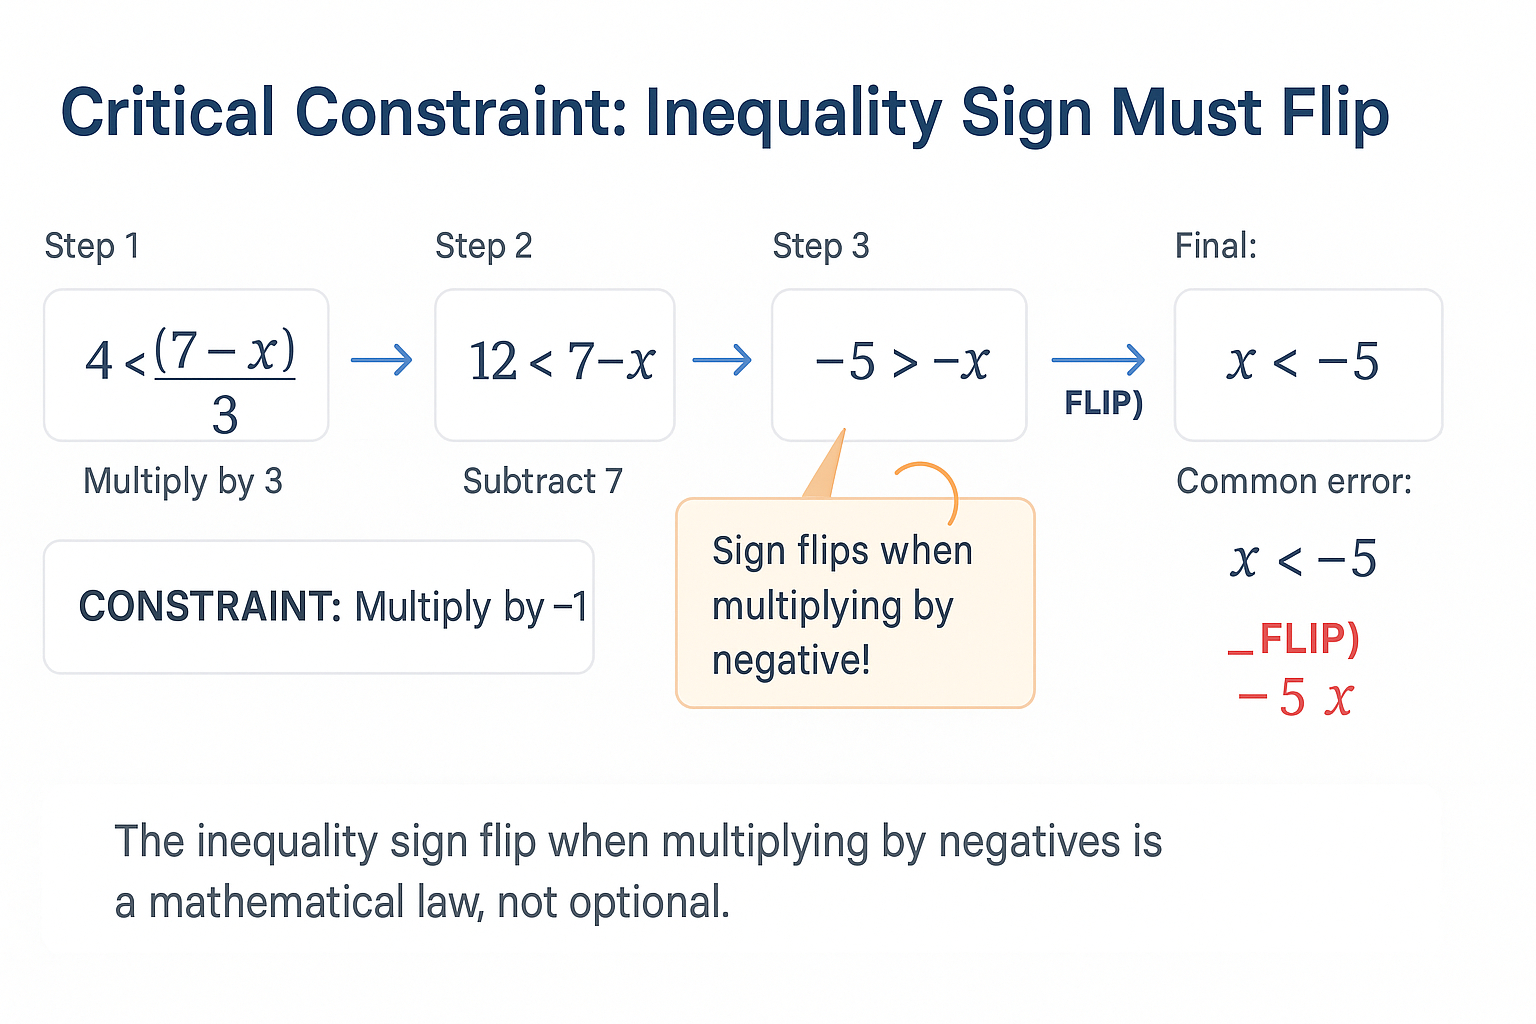 Critical Constraint: Inequality Sign Must Flip
Step 1
4 < (7 – x)
3
Multiply by 3
Step 2
12 < 7–x
Subtract 7
Step 3
–5 > –x
FLIP)
Final:
x < –5
CONSTRAINT: Multiply by –1
Sign flips when
multiplying by
negative!
Common error:
x < –5
_FLIP)
– 5 x
The inequality sign flip when multiplying by negatives is
a mathematical law, not optional.